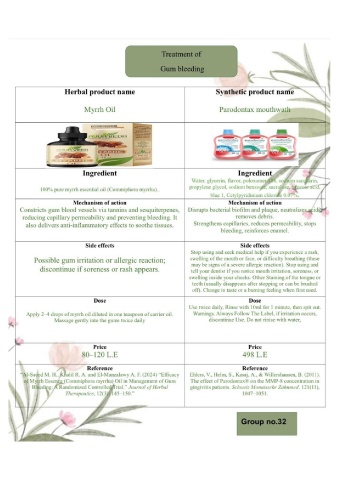 Treatment of
Gum bleeding
Herbal product name
Synthetic product name
Myrrh Oil
Parodontax mouthwash
Ingredient
100% pure myrrh essential oil (Commiphora myrrha).
Ingredient
Water, glycerin, flavor,
propylene glycol, sodium benzoate,
blue 1, Cetylpyridinium chloride
Mechanism of action
Constricts gum blood vessels via tannins and sesquiterpenes,
reducing capillary permeability and preventing bleeding. It
also delivers anti-inflammatory effects to soothe tissues.
Mechanism of action
Disrupts bacterial biofilm and plaque, neutralizes
removes debris.
Strengthens capillaries, reduces permeability, stops
bleeding, reinforces enamel.
Side effects
Possible gum irritation or allergic reaction;
discontinue if soreness or rash appears.
Side effects
Stop using and seek medical help if you experience a rash,
swelling of the mouth or face, or difficulty breathing (these
may be signs of a severe allergic reaction). Stop using and
tell your dentist if you notice mouth irritation, soreness, or
swelling inside your cheeks. Other Staining of the tongue or
teeth (usually disappears after stopping or can be brushed
off). Change in taste or a burning feeling when first used.
Dose
Apply 2–4 drops of myrrh oil diluted in one teaspoon of carrier oil.
Massage gently into the gums twice daily
Dose
Use twice daily, Rinse with 10ml for 1 minute, then spit out
Warnings: Always Follow The Label, if irritation occurs,
discontinue Use. Do not rinse with water,
Price
80–120 L.E
Price
498 L.E
Reference
"Al-Sayed M. H., Khalil R. A. and El-Menshawy A. F. (2024) "Efficacy
of Myrrh Essence (Commiphora myrrha) Oil in Management of Gum
Bleeding: A Randomized Controlled Trial," Journal of Herbal
Therapeutics, 12(3), 145–150."
Reference
Ehlers, V., Helm, S., Kasaj, A., & Willershausen, B. (2011).
The effect of Parodontax® on the MMP-8 concentration in
gingivitis patients. Schweiz Monatsschr Zahnmed, 121(11),
1047–1051.
Group no.32